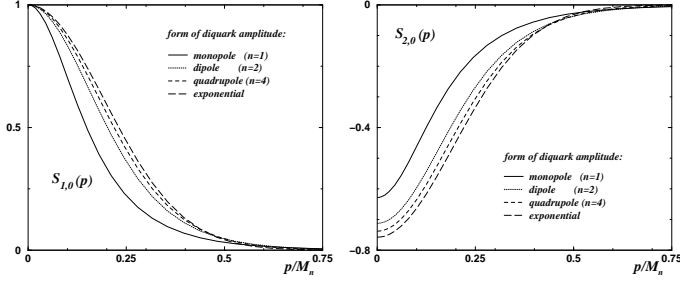 1
form of diquark amplitude:
monopole (n=1)
dipole (n=2)
quadrupole (n=4)
exponential
0.5
S1,0(p)
0
0 0.25 0.5 0.75
p/Mn
0
S2,0(p)
−0.4
form of diquark amplitude:
monopole (n=1)
dipole (n=2)
quadrupole (n=4)
exponential
−0.8
0 0.25 0.5 0.75
p/Mn